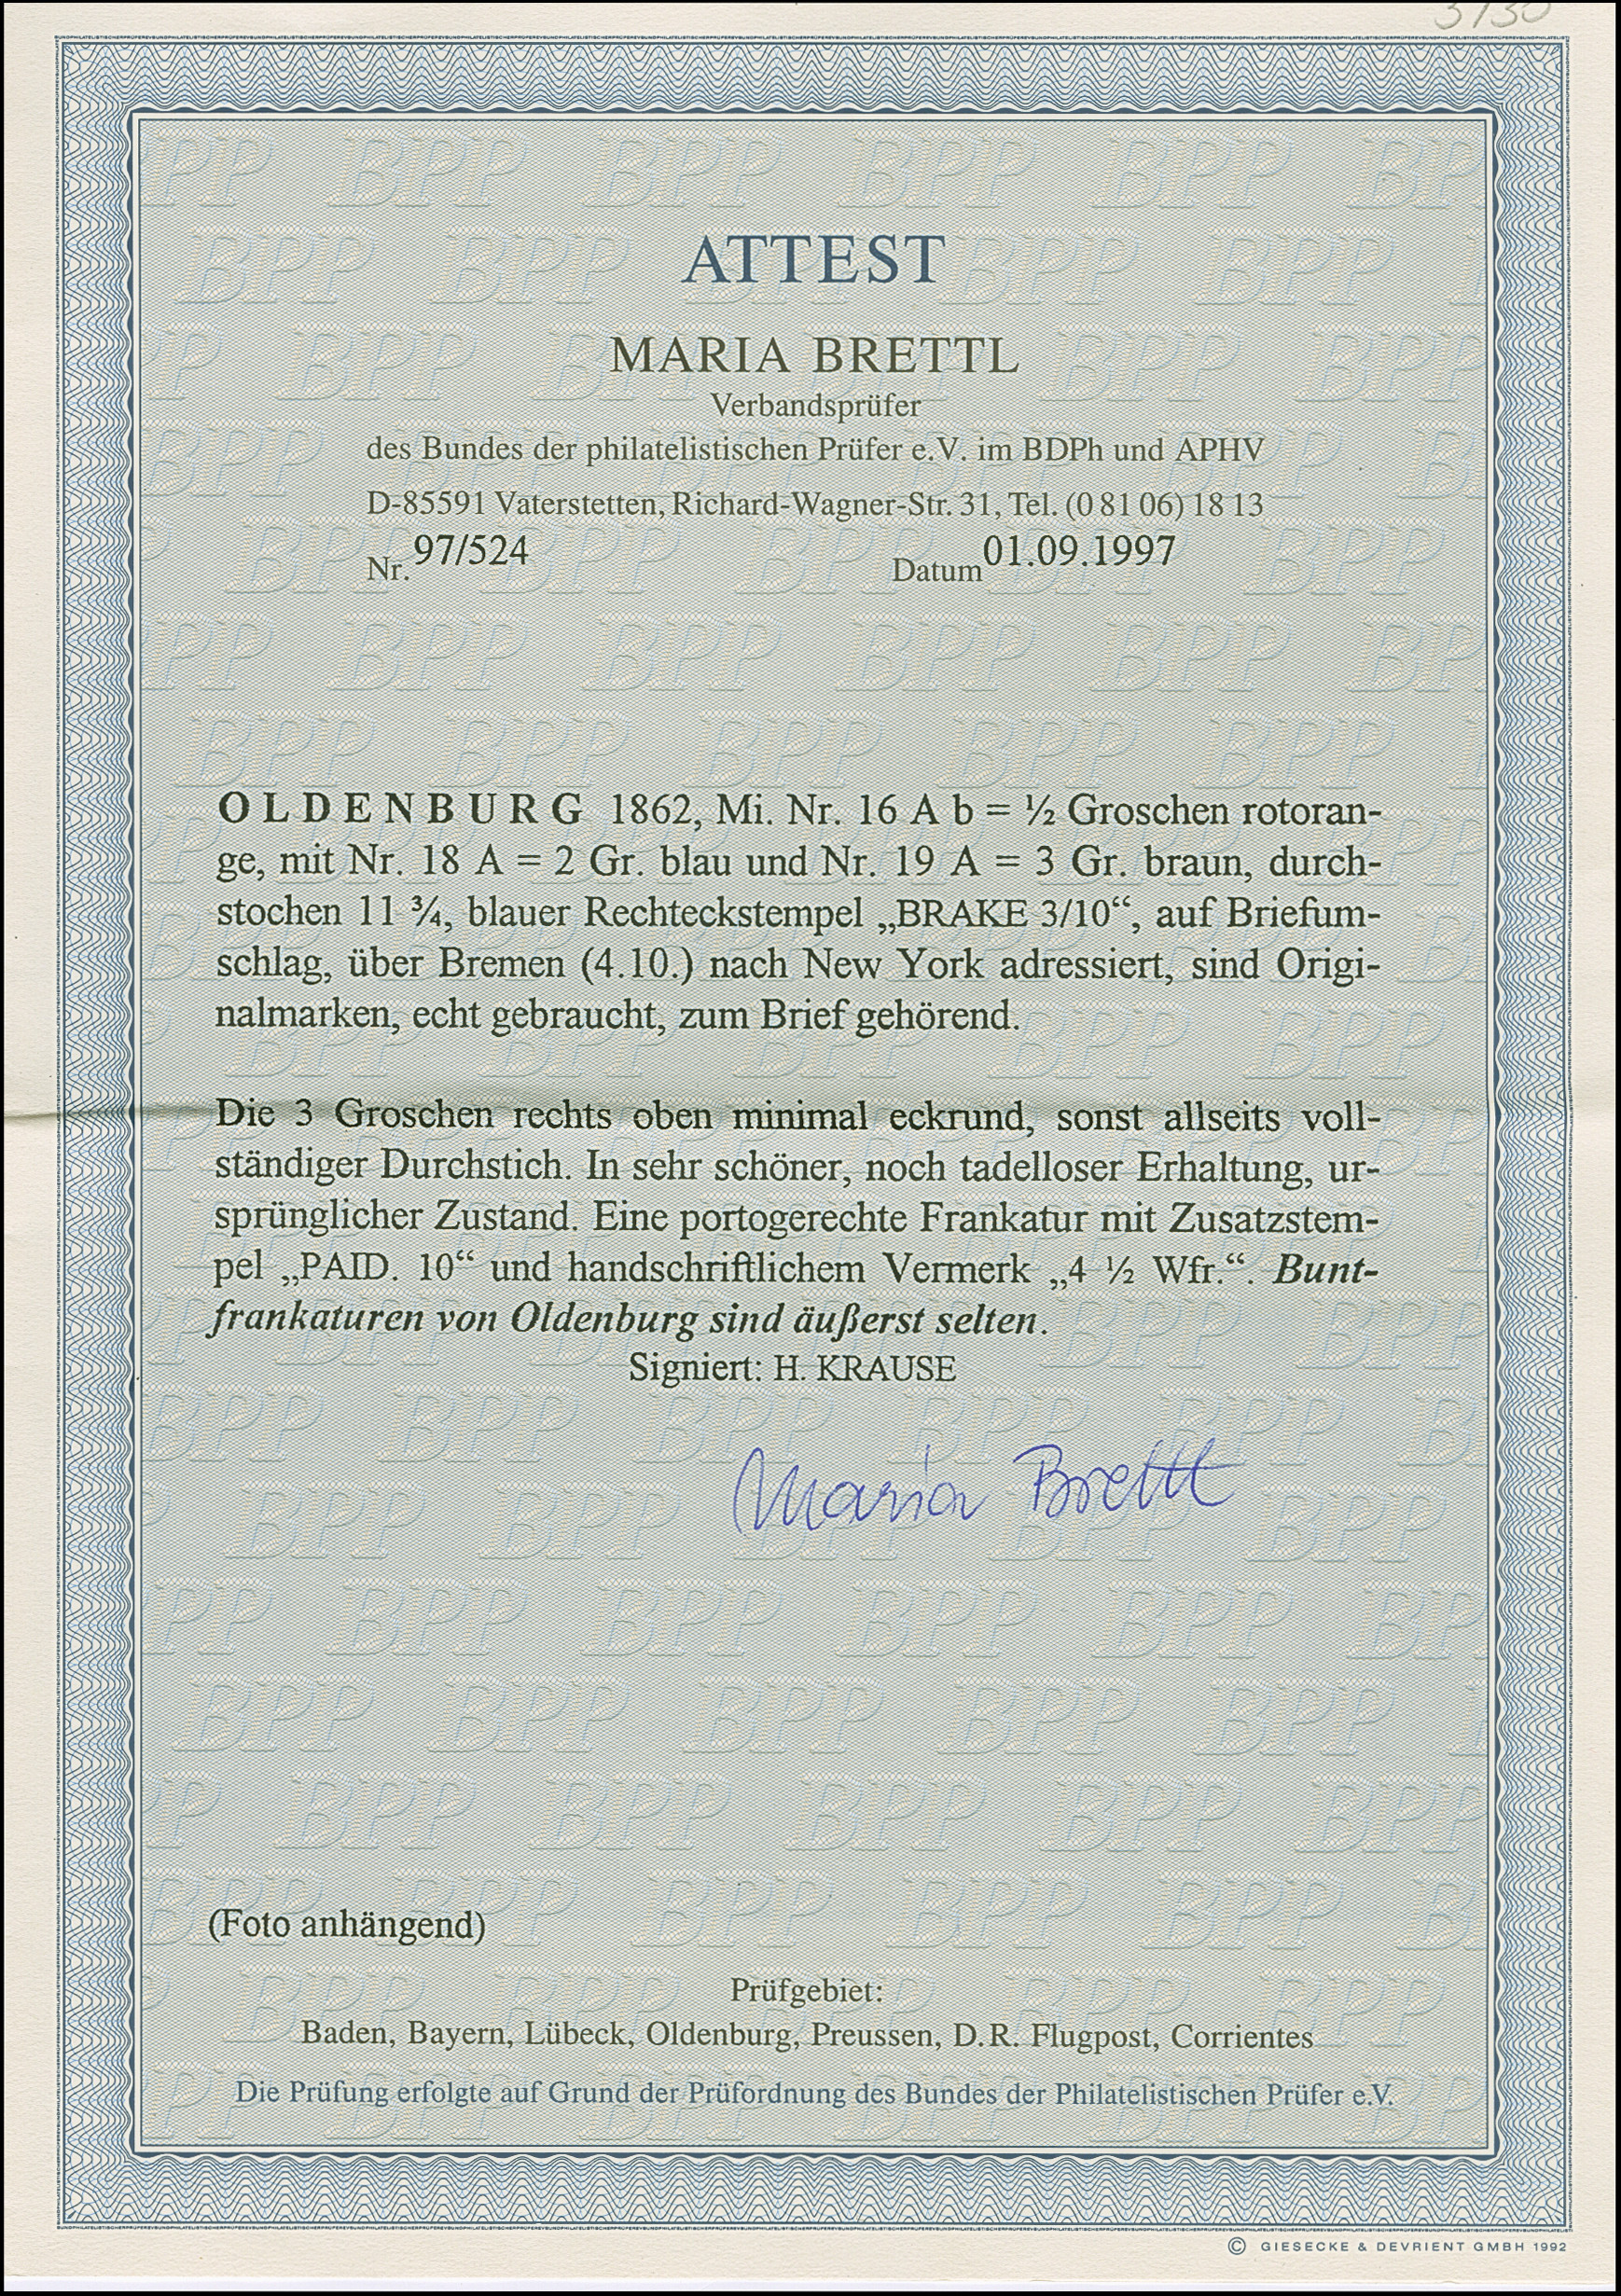 ATTEST
MARIA BRETTL
Verbandsprüfer
des Bundes der philatelistischen Prüfer e.V. im BDPh und APHV
D-85591 Vaterstetten, Richard-Wagner-Str. 31, Tel. (0 81 06) 18 13
Nr. 97/524 Datum 01.09.1997
OLDENBURG 1862, Mi. Nr. 16 A b = ½ Groschen rotoran-
ge, mit Nr. 18 A = 2 Gr. blau und Nr. 19 A = 3 Gr. braun, durch-
stochen 11 ¾, blauer Rechteckstempel „BRAKE 3/10“, auf Briefum-
schlag, über Bremen (4.10.) nach New York adressiert, sind Origi-
nalmarken, echt gebraucht, zum Brief gehörend.
Die 3 Groschen rechts oben minimal eckrund, sonst allseits voll-
ständiger Durchstich. In sehr schöner, noch tadelloser Erhaltung, ur-
sprünglicher Zustand. Eine portogerechte Frankatur mit Zusatzstem-
pel „PAID. 10“ und handschriftlichem Vermerk „4 ½ Wfr.“. Bunt-
frankaturen von Oldenburg sind äußerst selten.
Signiert: H. KRAUSE
Maria Brettl
(Foto anhängend)
Prüfgebiet:
Baden, Bayern, Lübeck, Oldenburg, Preussen, D.R. Flugpost, Corrientes
Die Prüfung erfolgte auf Grund der Prüfordnung des Bundes der Philatelistischen Prüfer e.V.
© GIESECKE & DEVRIENT GMBH 1992